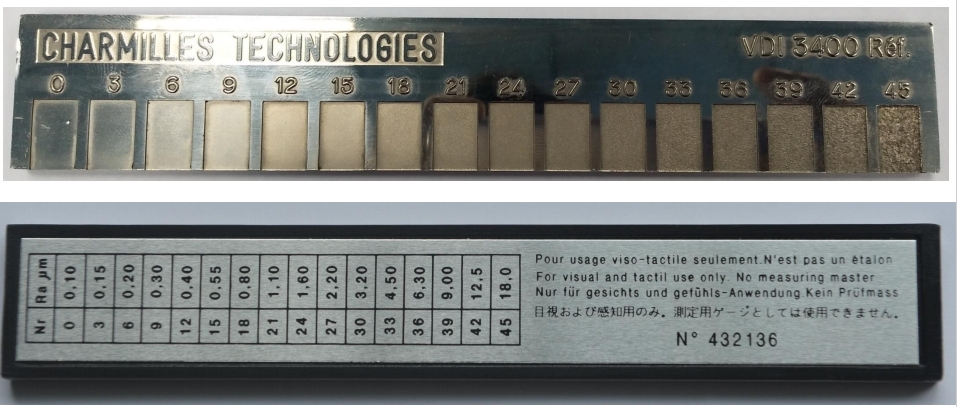 CHARMILLES TECHNOLOGIES
VDI 3400 Réf.
0 3 6 9 12 15 18 21 24 27 30 33 36 39 42 45
Ra µm 0,10 0,15 0,20 0,30 0,40 0,55 0,80 1,10 1,60 2,20 3,20 4,50 6,30 9,00 12,5 18,0
Nr 0 3 6 9 12 15 18 21 24 27 30 33 36 39 42 45
Pour usage viso-tactile seulement.N'est pas un étalon
For visual and tactil use only. No measuring master
Nur für gesichts und gefühls-Anwendung Kein Prüfmass
目視および感知用のみ。測定用ゲージとしては使用できません。
N° 432136